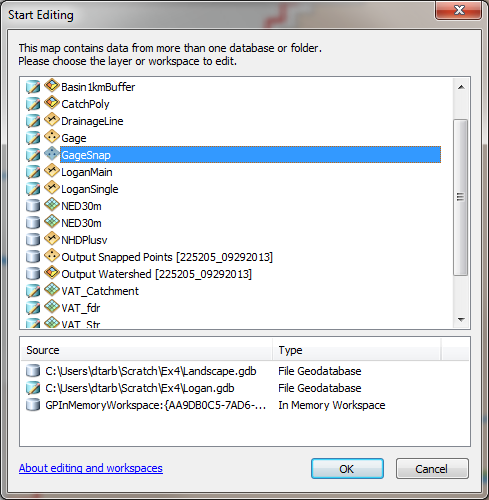 Start Editing
This map contains data from more than one database or folder.
Please choose the layer or workspace to edit.
Basin1kmBuffer
CatchPoly
DrainageLine
Gage
GageSnap
LoganMain
LoganSingle
NED30m
NED30m
NHDPlusv
Output Snapped Points [225205_09292013]
Output Watershed [225205_09292013]
VAT_Catchment
VAT_fdr
VAT_Str
Source Type
C:\Users\dtarb\Scratch\Ex4\Landscape.gdb File Geodatabase
C:\Users\dtarb\Scratch\Ex4\Logan.gdb File Geodatabase
GPInMemoryWorkspace:{AA9DB0C5-7AD6-... In Memory Workspace
About editing and workspaces OK Cancel